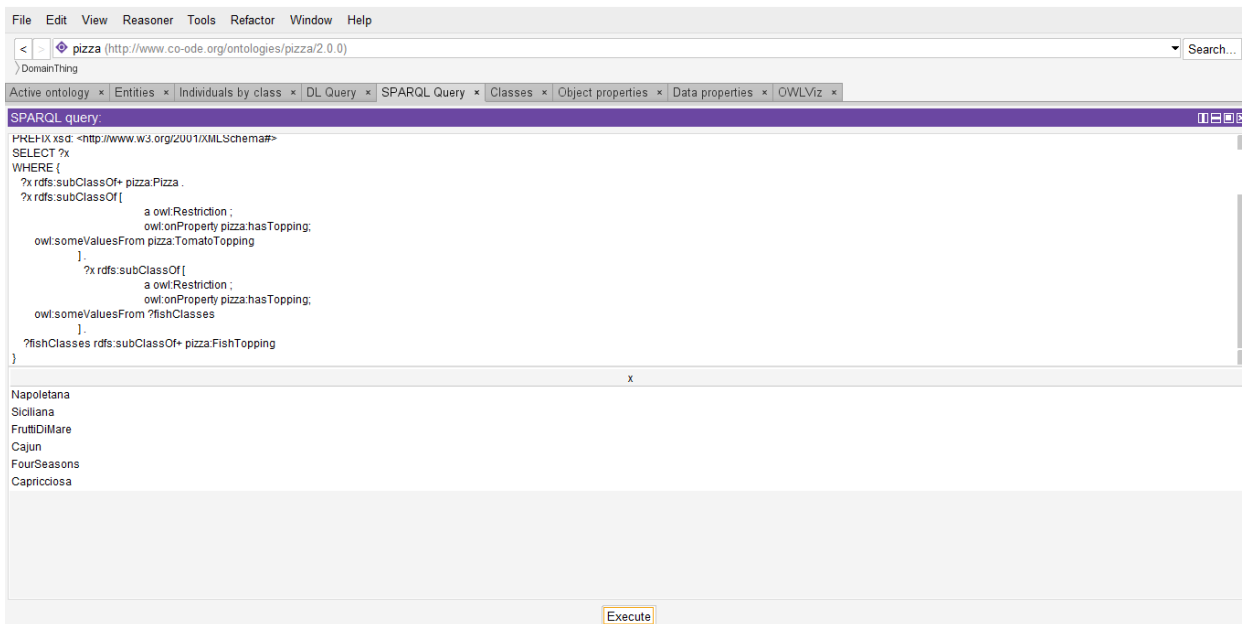 File Edit View Reasoner Tools Refactor Window Help
< > pizza (http://www.co-ode.org/ontologies/pizza/2.0.0) Search...
DomainThing
Active ontology × Entities × Individuals by class × DL Query × SPARQL Query × Classes × Object properties × Data properties × OWLViz ×
SPARQL query:
PREFIX xsd: <http://www.w3.org/2001/XMLSchema#>
SELECT ?x
WHERE {
?x rdfs:subClassOf+ pizza:Pizza .
?x rdfs:subClassOf [
a owl:Restriction ;
owl:onProperty pizza:hasTopping;
owl:someValuesFrom pizza:TomatoTopping
] .
?x rdfs:subClassOf [
a owl:Restriction ;
owl:onProperty pizza:hasTopping;
owl:someValuesFrom ?fishClasses
] .
?fishClasses rdfs:subClassOf+ pizza:FishTopping
}
x
Napoletana
Siciliana
FruttiDiMare
Cajun
FourSeasons
Capricciosa
Execute